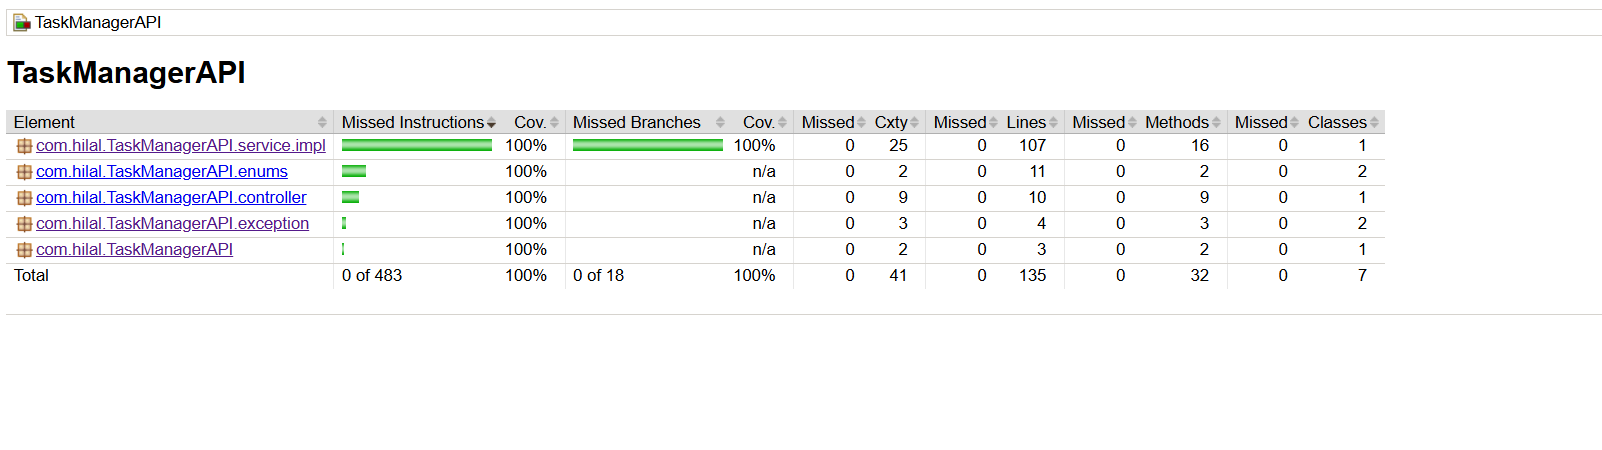 TaskManagerAPI
TaskManagerAPI
Element Missed Instructions Cov. Missed Branches Cov. Missed Cxty Missed Lines Missed Methods Missed Classes
com.hilal.TaskManagerAPI.service.impl 100% 100% 0 25 0 107 0 16 0 1
com.hilal.TaskManagerAPI.enums 100% n/a 0 2 0 11 0 2 0 2
com.hilal.TaskManagerAPI.controller 100% n/a 0 9 0 10 0 9 0 1
com.hilal.TaskManagerAPI.exception 100% n/a 0 3 0 4 0 3 0 2
com.hilal.TaskManagerAPI 100% n/a 0 2 0 3 0 2 0 1
Total 0 of 483 100% 0 of 18 100% 0 41 0 135 0 32 0 7